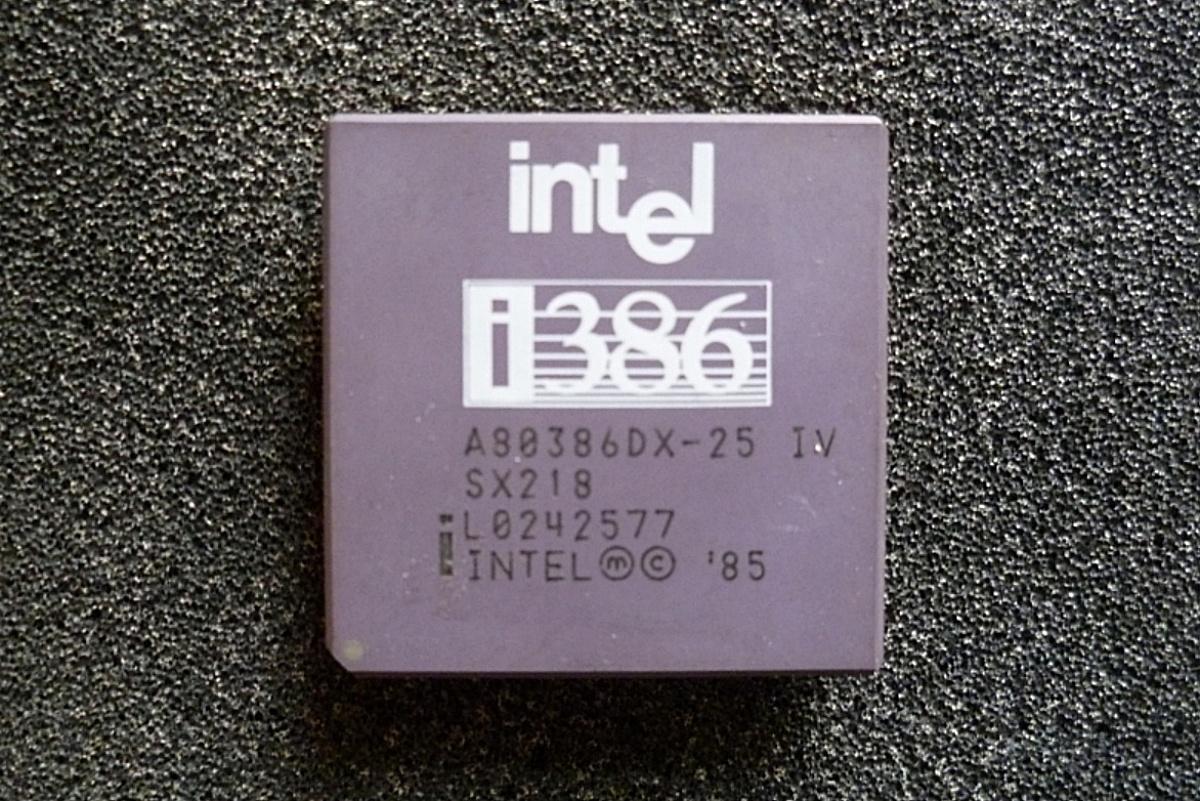 intel
i386
A80386DX-25 IV
SX218
L0242577
INTEL Ⓜ © '85